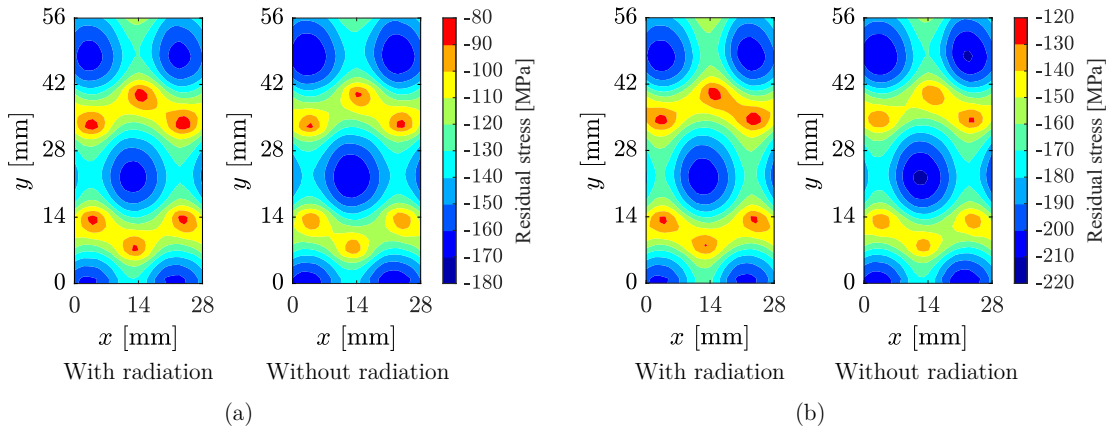 56
42
28
14
0
y [mm]
0 14 28
x [mm]
With radiation
56
42
28
14
0
y [mm]
0 14 28
x [mm]
Without radiation
-80
-90
-100
-110
-120
-130
-140
-150
-160
-170
-180
Residual stress [MPa]
(a)
56
42
28
14
0
y [mm]
0 14 28
x [mm]
With radiation
56
42
28
14
0
y [mm]
0 14 28
x [mm]
Without radiation
-120
-130
-140
-150
-160
-170
-180
-190
-200
-210
-220
Residual stress [MPa]
(b)